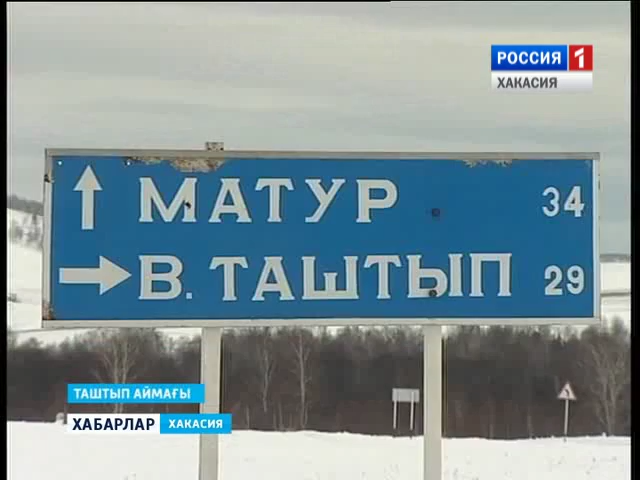 РОССИЯ 1
ХАКАСИЯ
МАТУР 34
В. ТАШТЫП 29
ТАШТЫП АЙМАҒЫ
ХАБАРЛАР ХАКАСИЯ